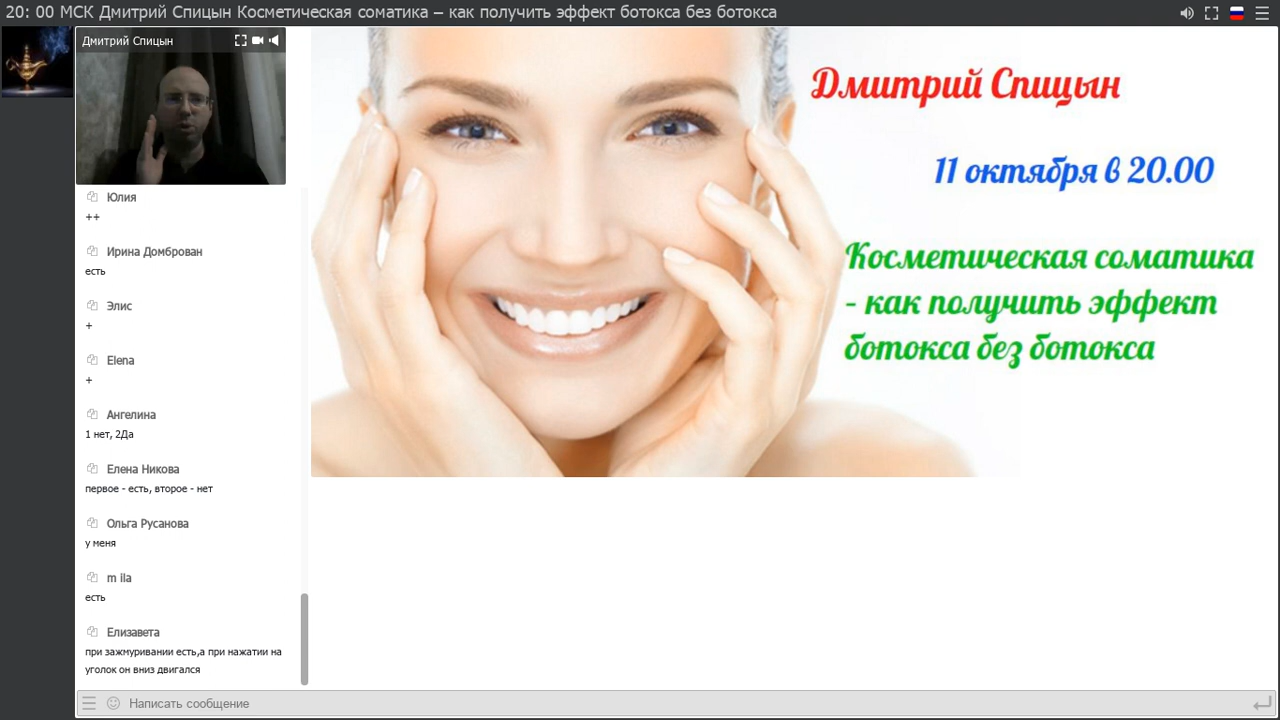 20: 00 МСК Дмитрий Спицын Косметическая соматика – как получить эффект ботокса без ботокса
Дмитрий Спицын
Юлия
++
Ирина Домброван
есть
Элис
+
Elena
+
Ангелина
1 нет, 2Да
Елена Никова
первое - есть, второе - нет
Ольга Русанова
у меня
m ila
есть
Елизавета
при зажмуривании есть,а при нажатии на
уголок он вниз двигался
Написать сообщение
Дмитрий Спицын
11 октября в 20.00
Косметическая соматика
– как получить эффект
ботокса без ботокса